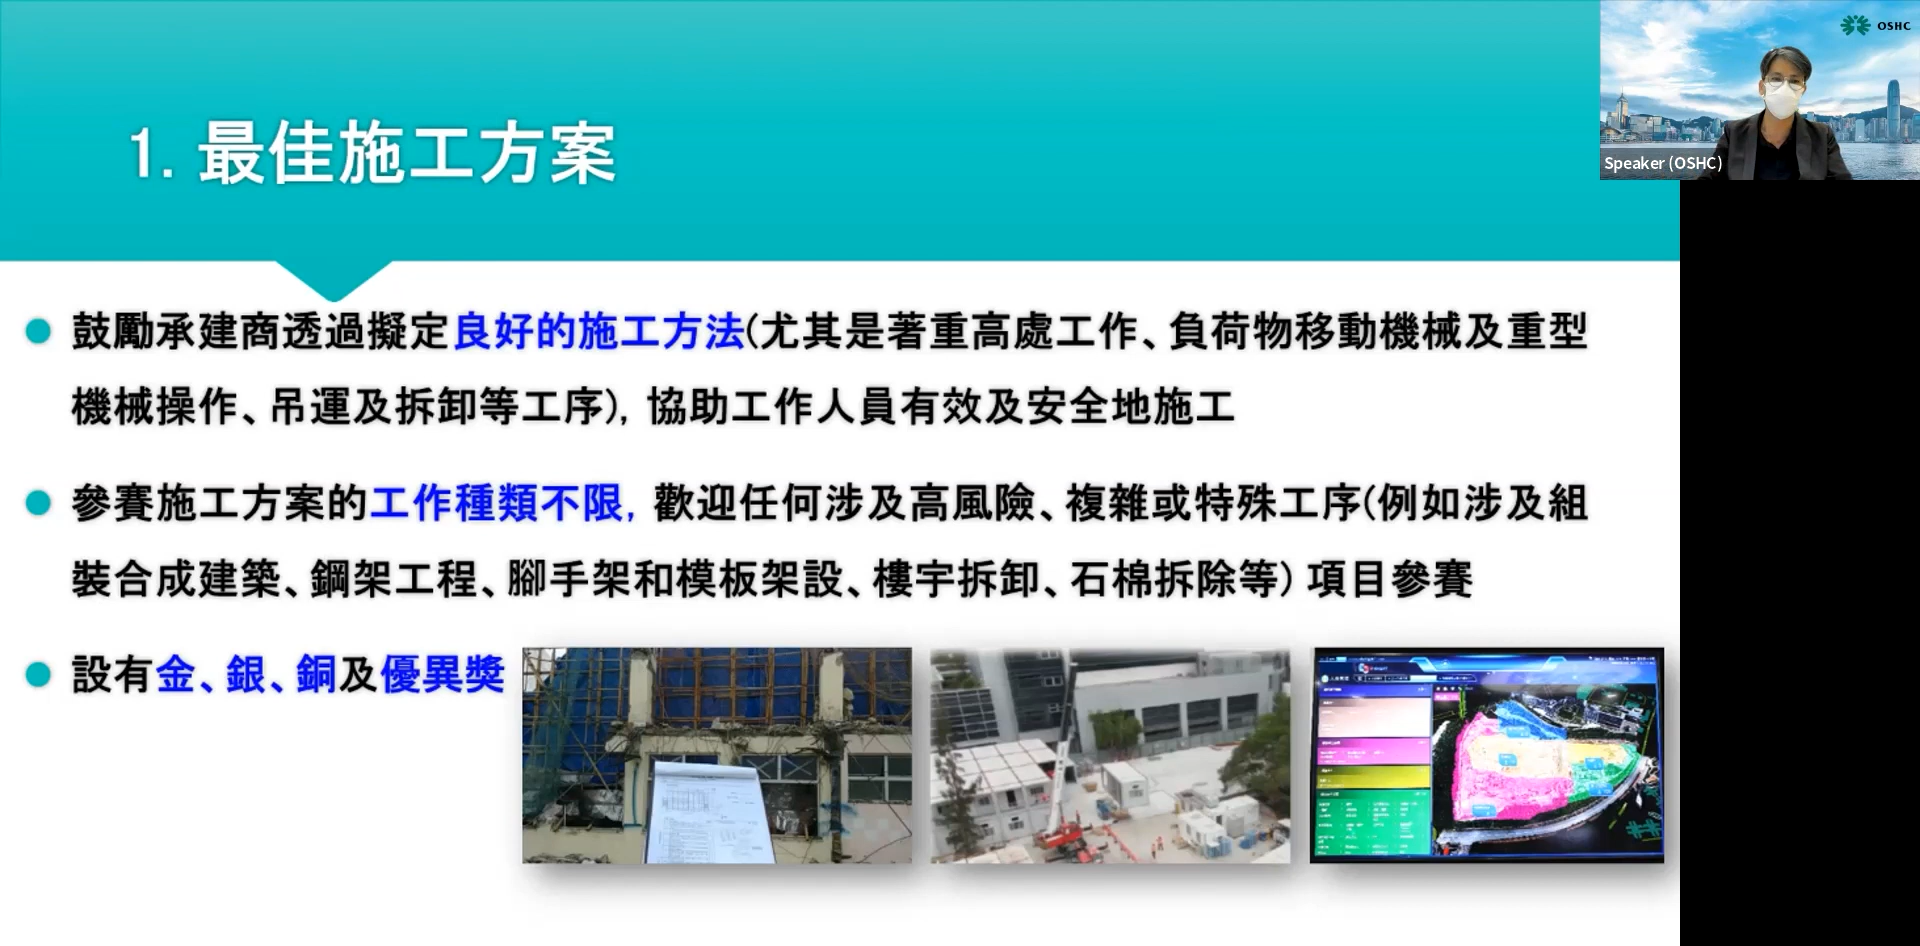 OSHC
Speaker (OSHC)
1. 最佳施工方案
鼓勵承建商透過擬定良好的施工方法(尤其是著重高處工作、負荷物移動機械及重型
機械操作、吊運及拆卸等工序), 協助工作人員有效及安全地施工
參賽施工方案的工作種類不限, 歡迎任何涉及高風險、複雜或特殊工序(例如涉及組
裝合成建築、鋼架工程、腳手架和模板架設、樓宇拆卸、石棉拆除等) 項目參賽
設有金、銀、銅及優異獎